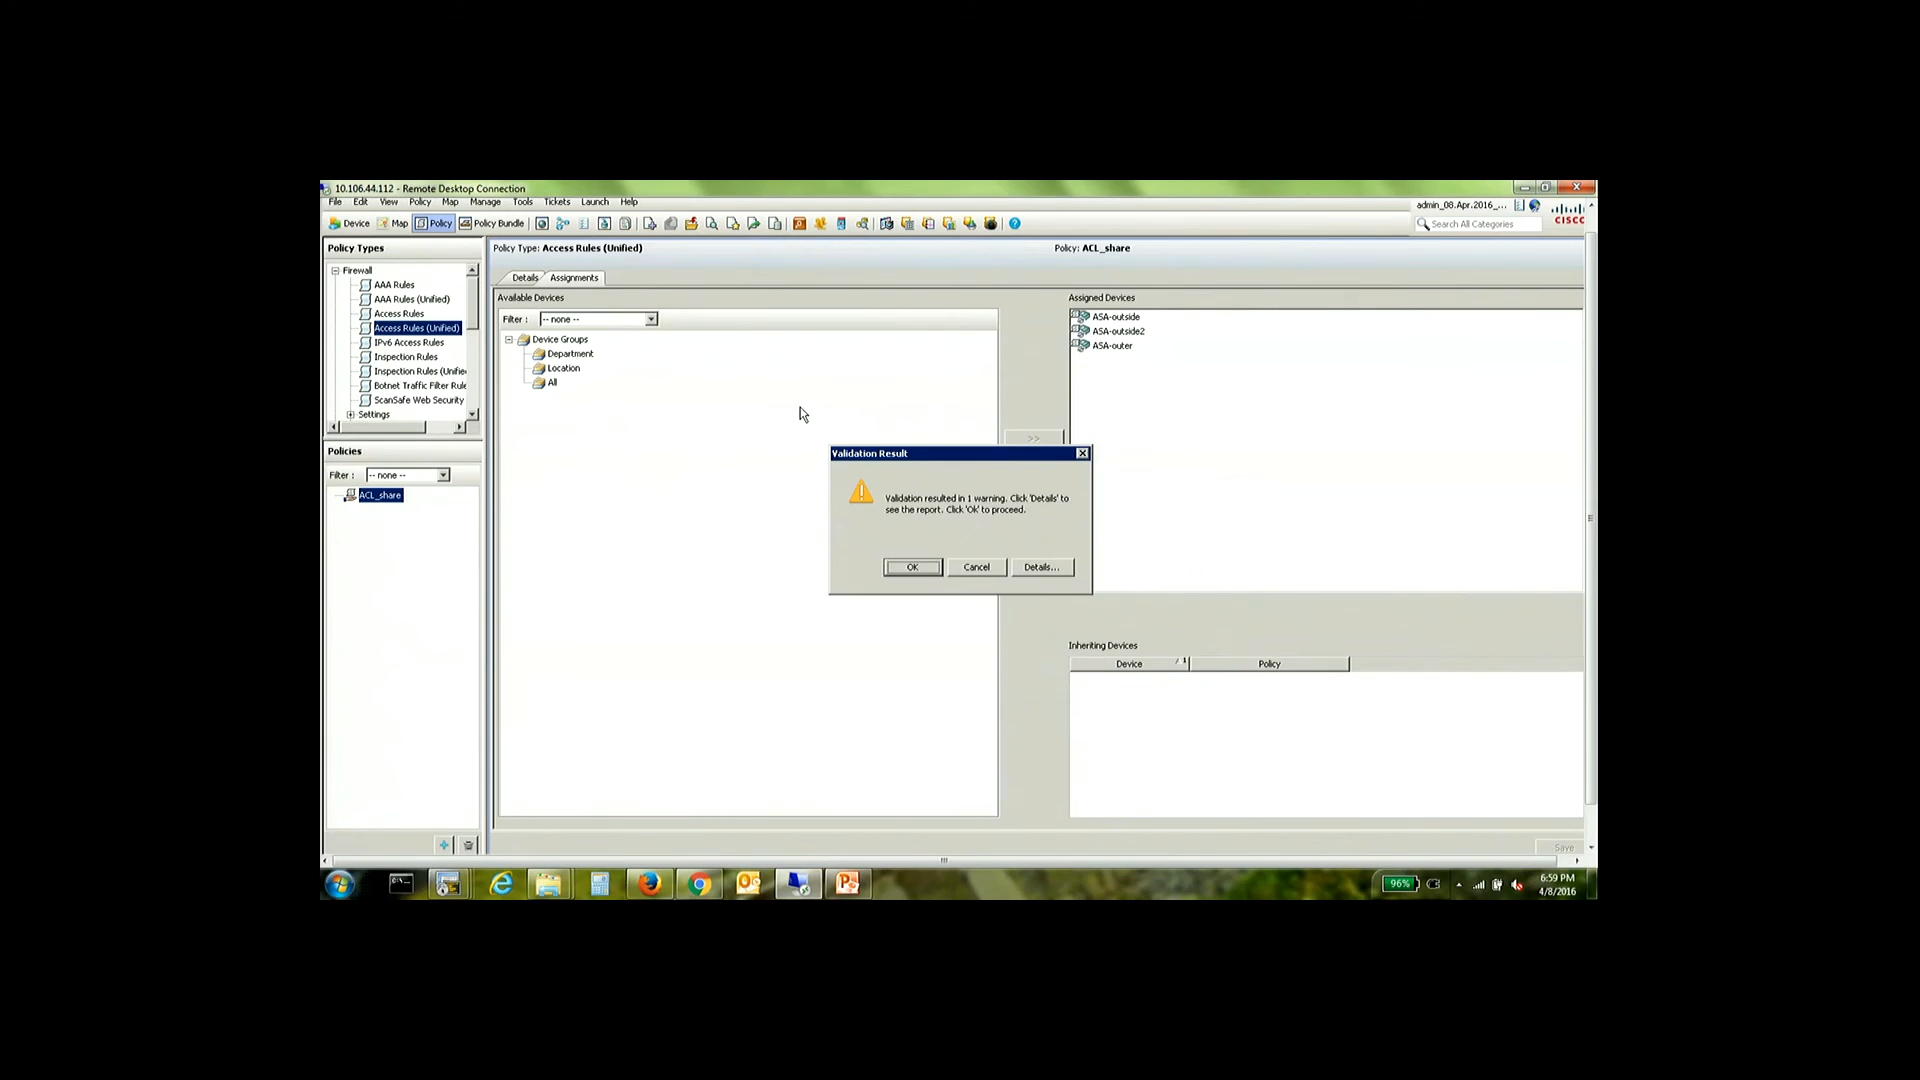 10.106.44.112 - Remote Desktop Connection
File Edit View Policy Map Manage Tools Tickets Launch Help
admin_08.Apr.2016_...
Device Map Policy Policy Bundle
Search All Categories
CISCO
Policy Types
Policy Type: Access Rules (Unified)
Policy: ACL_share
Firewall
AAA Rules
AAA Rules (Unified)
Access Rules
Access Rules (Unified)
IPv6 Access Rules
Inspection Rules
Inspection Rules (Unifie
Botnet Traffic Filter Rule
ScanSafe Web Security
Settings
Details Assignments
Available Devices
Filter : -- none --
Device Groups
Department
Location
All
>>
Assigned Devices
ASA-outside
ASA-outside2
ASA-outer
Policies
Filter : -- none --
ACL_share
Validation Result
Validation resulted in 1 warning. Click 'Details' to
see the report. Click 'Ok' to proceed.
OK Cancel Details...
Inheriting Devices
Device 1 Policy
Save
96%
6:59 PM
4/8/2016